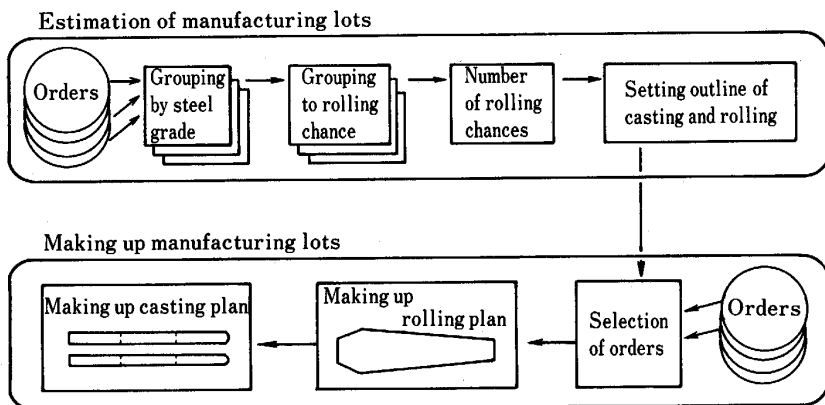 Estimation of manufacturing lots
Orders
Grouping
by steel
grade
Grouping
to rolling
chance
Number
of rolling
chances
Setting outline of
casting and rolling
Making up manufacturing lots
Making up casting plan
Making up
rolling plan
Selection
of orders
Orders